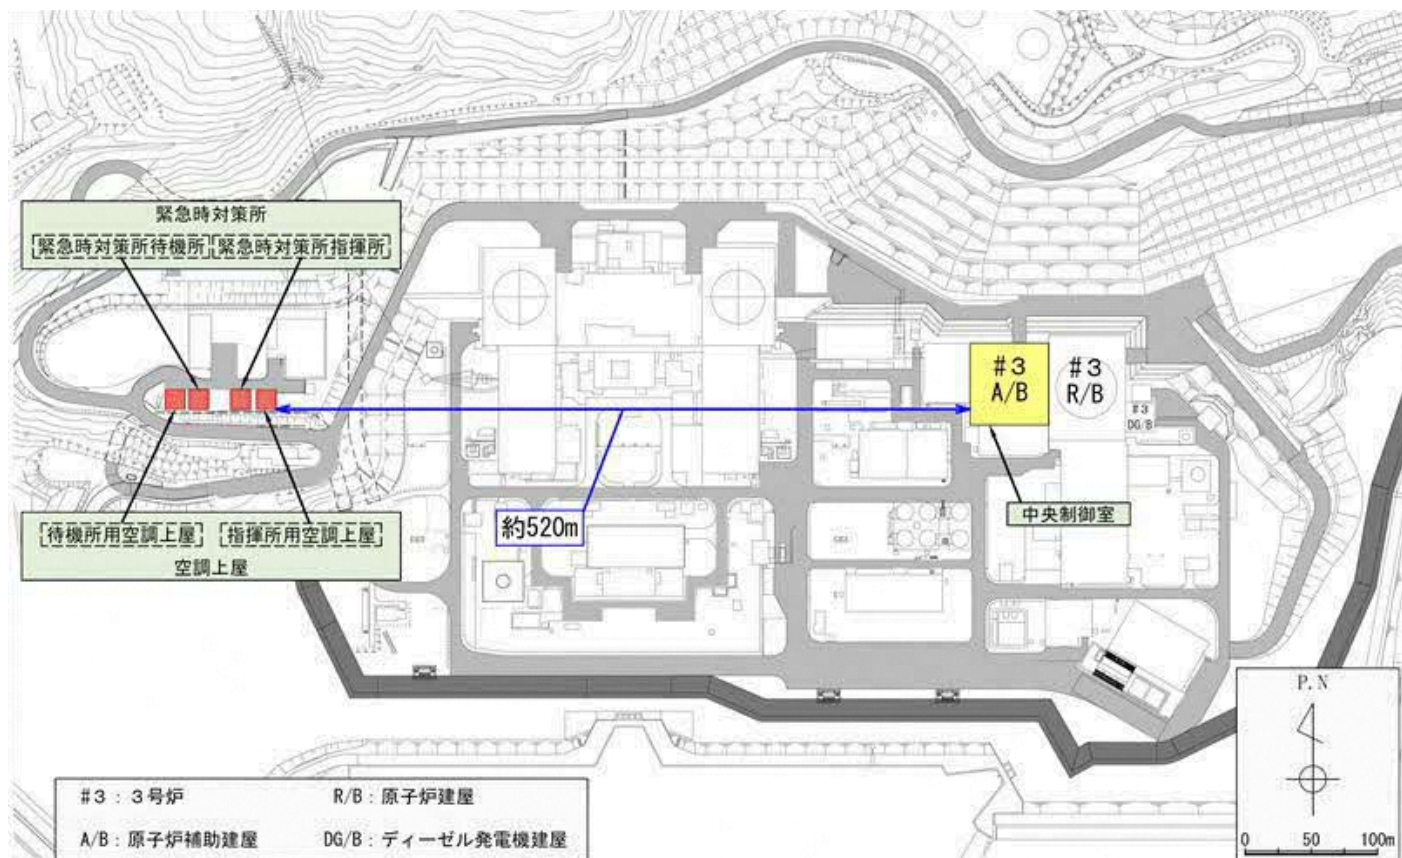 緊急時対策所
緊急時対策所待機所 緊急時対策所指揮所
#3
A/B
#3
R/B
#3
DG/B
中央制御室
約520m
待機所用空調上屋 指揮所用空調上屋
空調上屋
P.N
0 50 100m
#3：3号炉 R/B：原子炉建屋
A/B：原子炉補助建屋 DG/B：ディーゼル発電機建屋